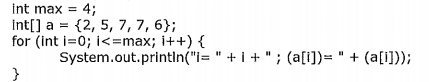 int max = 4;
int[] a = {2, 5, 7, 7, 6};
for (int i=0; i<=max; i++) {
System.out.println("i= " + i + " ; (a[i])= " + (a[i]));
}